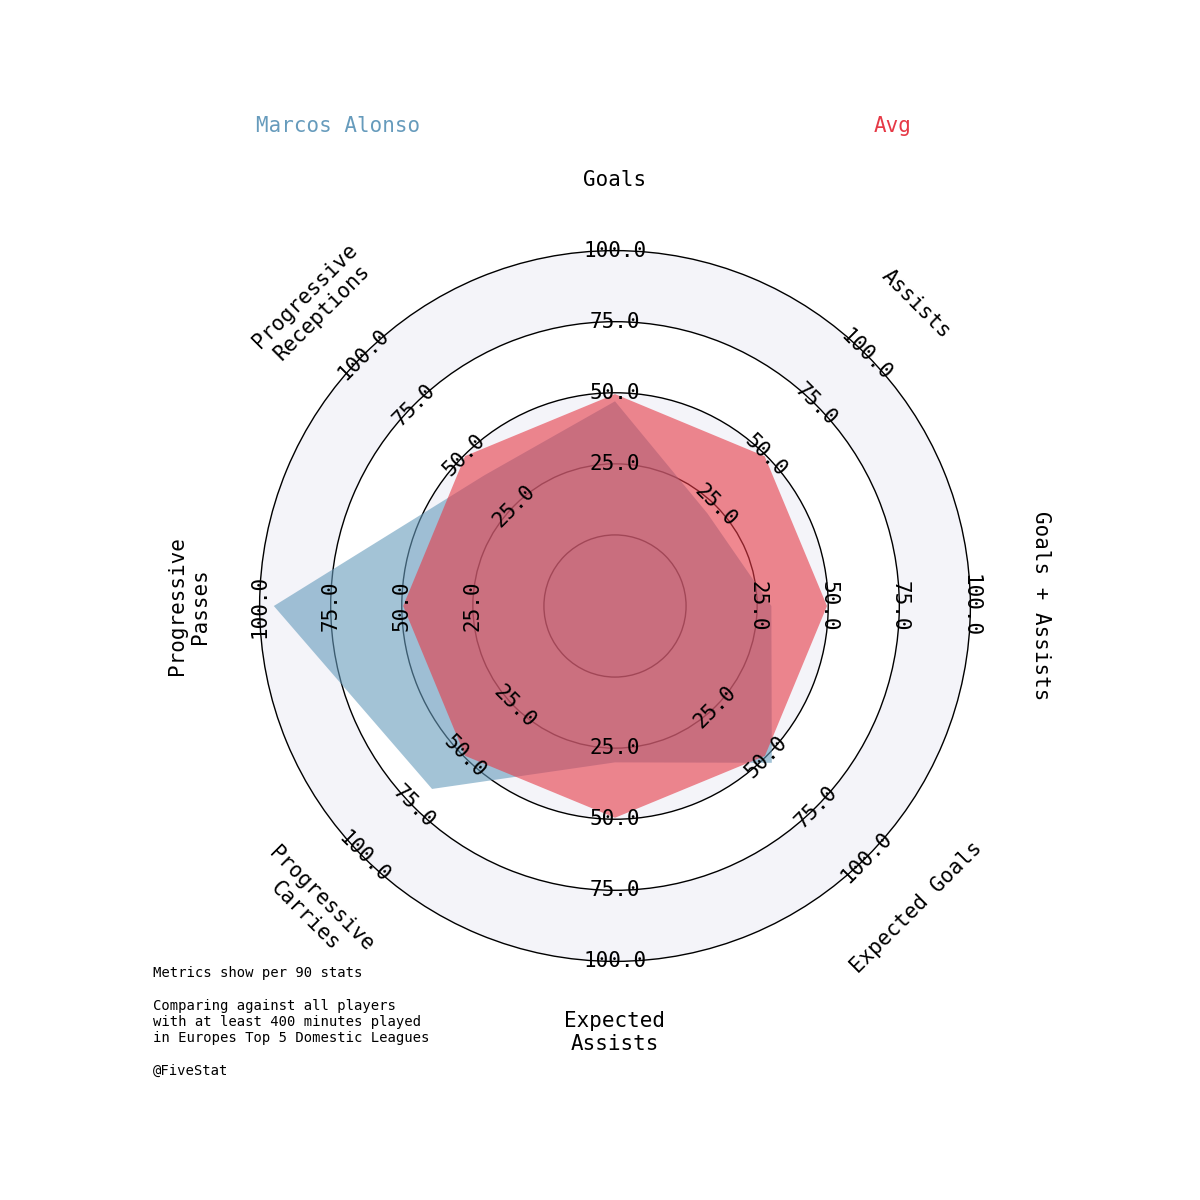 Marcos Alonso
Avg
Goals
Assists
Goals + Assists
Expected Goals
Expected
Assists
Progressive
Carries
Progressive
Passes
Progressive
Receptions
25.0
50.0
75.0
100.0
25.0
50.0
75.0
100.0
25.0
50.0
75.0
100.0
25.0
50.0
75.0
100.0
25.0
50.0
75.0
100.0
25.0
50.0
75.0
100.0
25.0
50.0
75.0
100.0
25.0
50.0
75.0
100.0
Metrics show per 90 stats
Comparing against all players
with at least 400 minutes played
in Europes Top 5 Domestic Leagues
@FiveStat